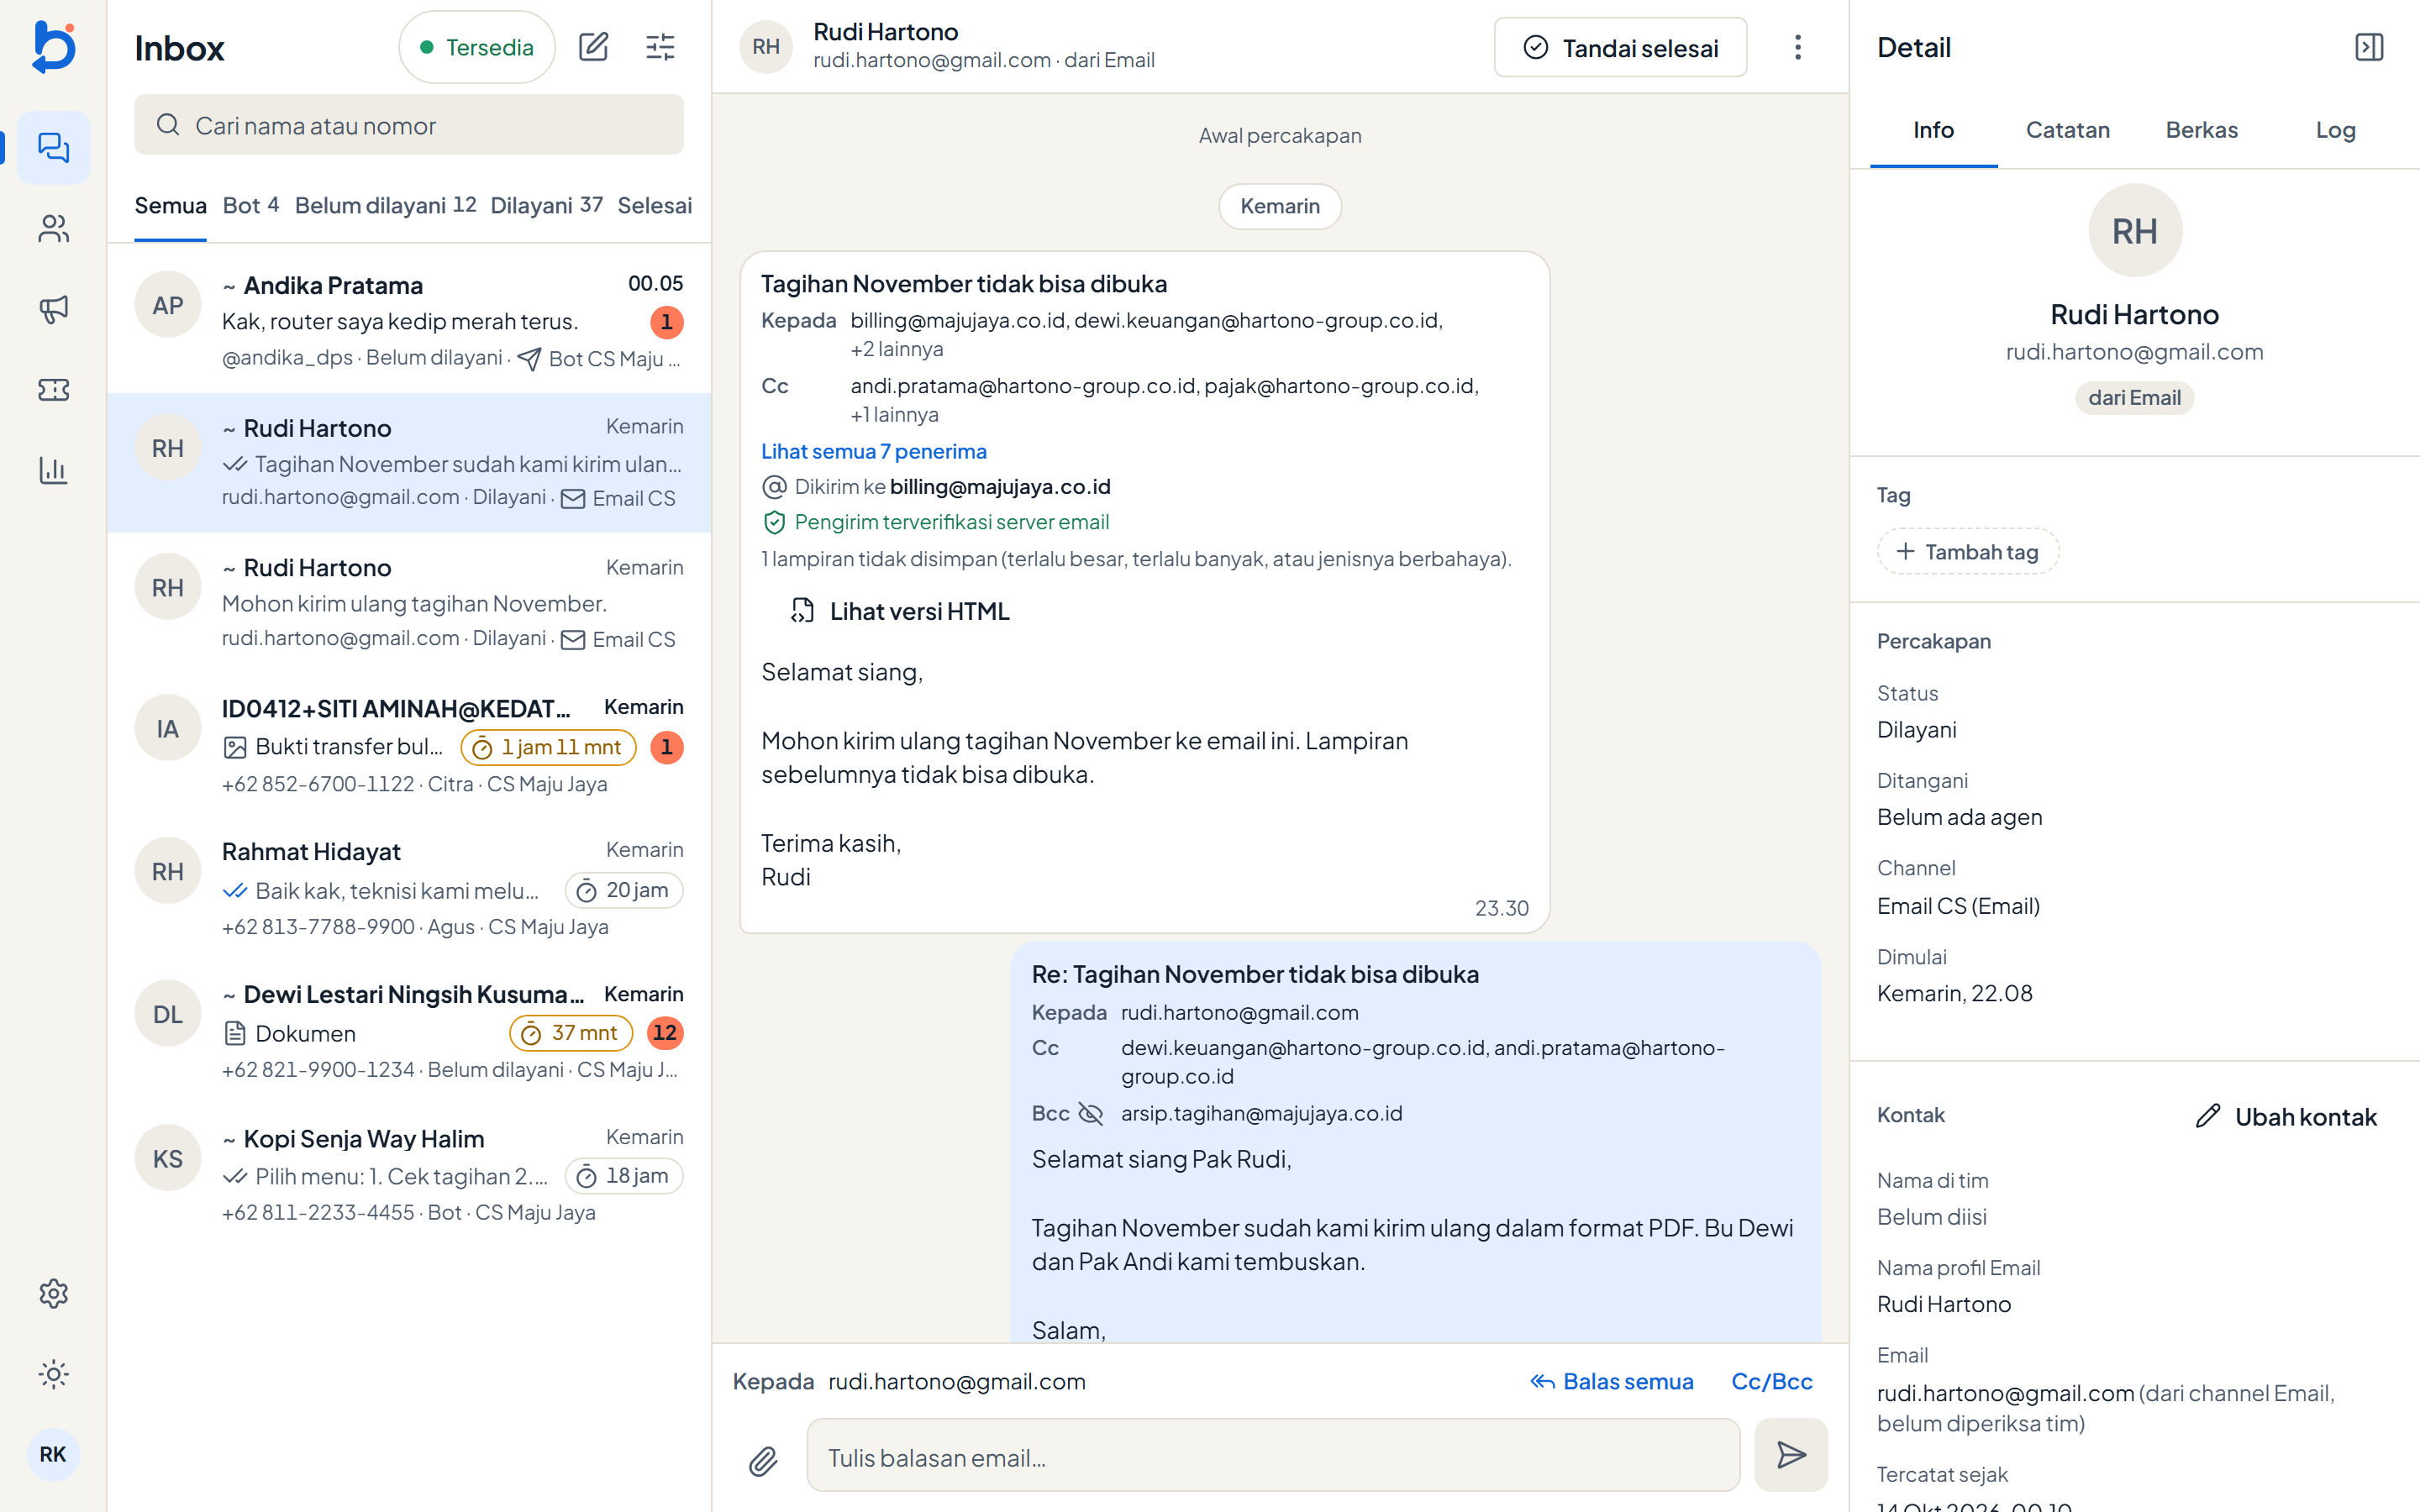 Inbox
Tersedia
Cari nama atau nomor
Semua Bot 4 Belum dilayani 12 Dilayani 37 Selesai
AP
~ Andika Pratama 00.05
Kak, router saya kedip merah terus. 1
@andika_dps · Belum dilayani · Bot CS Maju ...
RH
~ Rudi Hartono Kemarin
Tagihan November sudah kami kirim ulan...
rudi.hartono@gmail.com · Dilayani · Email CS
RH
~ Rudi Hartono Kemarin
Mohon kirim ulang tagihan November.
rudi.hartono@gmail.com · Dilayani · Email CS
IA
ID0412+SITI AMINAH@KEDAT... Kemarin
Bukti transfer bul... 1 jam 11 mnt 1
+62 852-6700-1122 · Citra · CS Maju Jaya
RH
Rahmat Hidayat Kemarin
Baik kak, teknisi kami melu... 20 jam
+62 813-7788-9900 · Agus · CS Maju Jaya
DL
~ Dewi Lestari Ningsih Kusuma... Kemarin
Dokumen 37 mnt 12
+62 821-9900-1234 · Belum dilayani · CS Maju J...
KS
~ Kopi Senja Way Halim Kemarin
Pilih menu: 1. Cek tagihan 2.... 18 jam
+62 811-2233-4455 · Bot · CS Maju Jaya
RK
RH
Rudi Hartono
rudi.hartono@gmail.com · dari Email
Tandai selesai
Awal percakapan
Kemarin
Tagihan November tidak bisa dibuka
Kepada billing@majujaya.co.id, dewi.keuangan@hartono-group.co.id,
+2 lainnya
Cc andi.pratama@hartono-group.co.id, pajak@hartono-group.co.id,
+1 lainnya
Lihat semua 7 penerima
Dikirim ke billing@majujaya.co.id
Pengirim terverifikasi server email
1 lampiran tidak disimpan (terlalu besar, terlalu banyak, atau jenisnya berbahaya).
Lihat versi HTML
Selamat siang,
Mohon kirim ulang tagihan November ke email ini. Lampiran
sebelumnya tidak bisa dibuka.
Terima kasih,
Rudi
23.30
Re: Tagihan November tidak bisa dibuka
Kepada rudi.hartono@gmail.com
Cc dewi.keuangan@hartono-group.co.id, andi.pratama@hartono-
group.co.id
Bcc arsip.tagihan@majujaya.co.id
Selamat siang Pak Rudi,
Tagihan November sudah kami kirim ulang dalam format PDF. Bu Dewi
dan Pak Andi kami tembuskan.
Salam,
Kepada rudi.hartono@gmail.com Balas semua Cc/Bcc
Tulis balasan email...
Detail
Info Catatan Berkas Log
RH
Rudi Hartono
rudi.hartono@gmail.com
dari Email
Tag
Tambah tag
Percakapan
Status
Dilayani
Ditangani
Belum ada agen
Channel
Email CS (Email)
Dimulai
Kemarin, 22.08
Kontak Ubah kontak
Nama di tim
Belum diisi
Nama profil Email
Rudi Hartono
Email
rudi.hartono@gmail.com (dari channel Email,
belum diperiksa tim)
Tercatat sejak
14 Okt 2026, 00.10